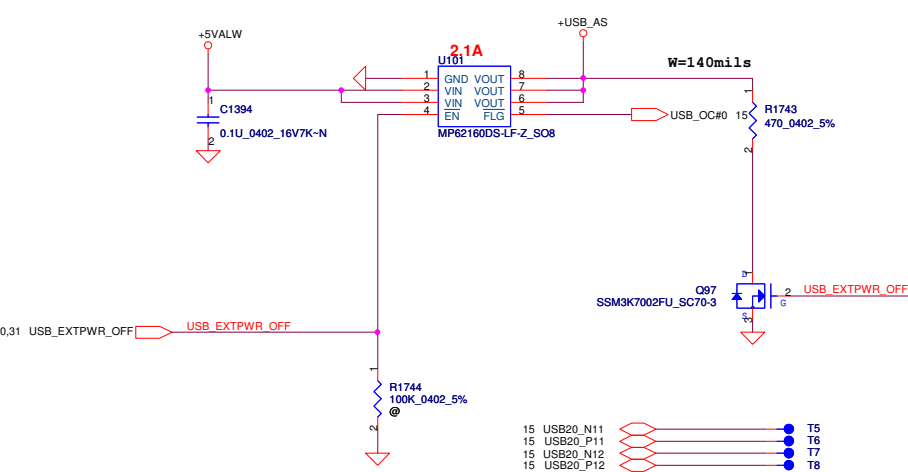 +5VALW
+USB_AS
2.1A
U101
W=140mils
1 GND VOUT 8
2 VIN VOUT 7
3 VIN VOUT 6
4 EN FLG 5
MP62160DS-LF-Z_SO8
1
C1394
0.1U_0402_16V7K~N
2
USB_OC#0 15
1
R1743
470_0402_5%
2
D 1
Q97
SSM3K7002FU_SC70-3
2 USB_EXTPWR_OFF
G
S 3
0,31 USB_EXTPWR_OFF
USB_EXTPWR_OFF
1
R1744
100K_0402_5%
@
2
15 USB20_N11 T5
15 USB20_P11 T6
15 USB20_N12 T7
15 USB20_P12 T8